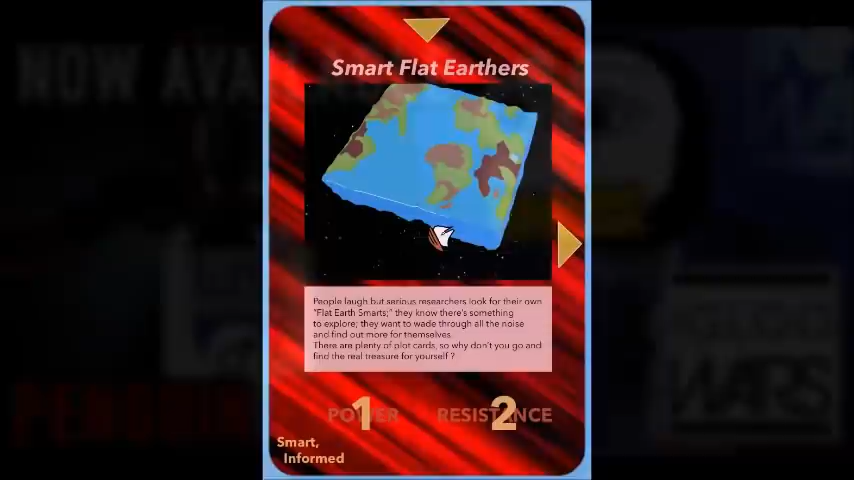 NOW AVA
Smart Flat Earthers
People laugh but serious researchers look for their own
"Flat Earth Smarts;" they know there's something
to explore; they want to wade through all the noise
and find out more for themselves.
There are plenty of plot cards, so why don't you go and
find the real treasure for yourself ?
POWER 1
RESISTANCE 2
WARS
Smart,
Informed